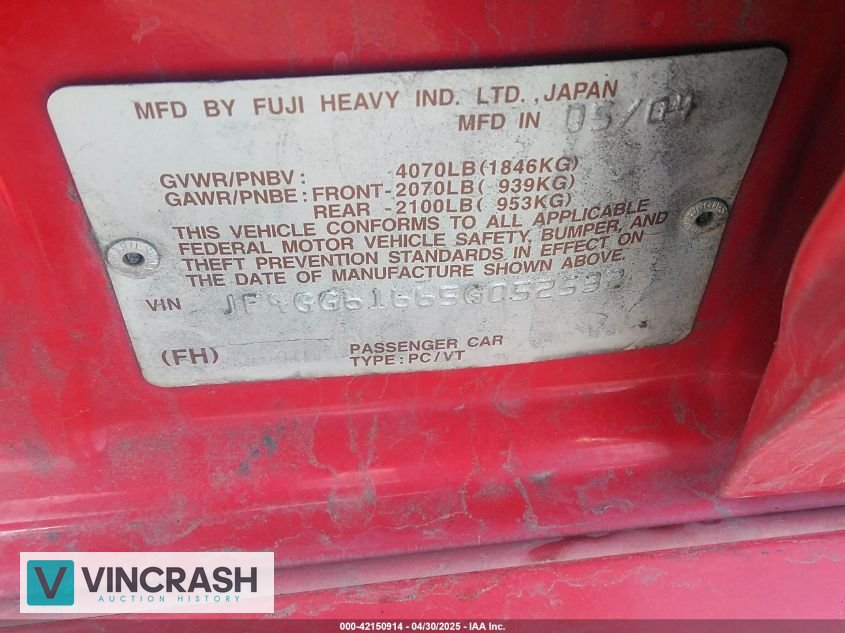 MFD BY FUJI HEAVY IND. LTD. ,JAPAN
MFD IN 05/04
GVWR/PNBV : 4070LB(1846KG)
GAWR/PNBE : FRONT-2070LB( 939KG)
REAR -2100LB( 953KG)
THIS VEHICLE CONFORMS TO ALL APPLICABLE
FEDERAL MOTOR VEHICLE SAFETY, BUMPER, AND
THEFT PREVENTION STANDARDS IN EFFECT ON
THE DATE OF MANUFACTURE SHOWN ABOVE.
VIN JF4GG61665G052532
(FH) PASSENGER CAR
TYPE : PC/VT
V VINCRASH
AUCTION HISTORY
000-42150914 - 04/30/2025 - IAA Inc.